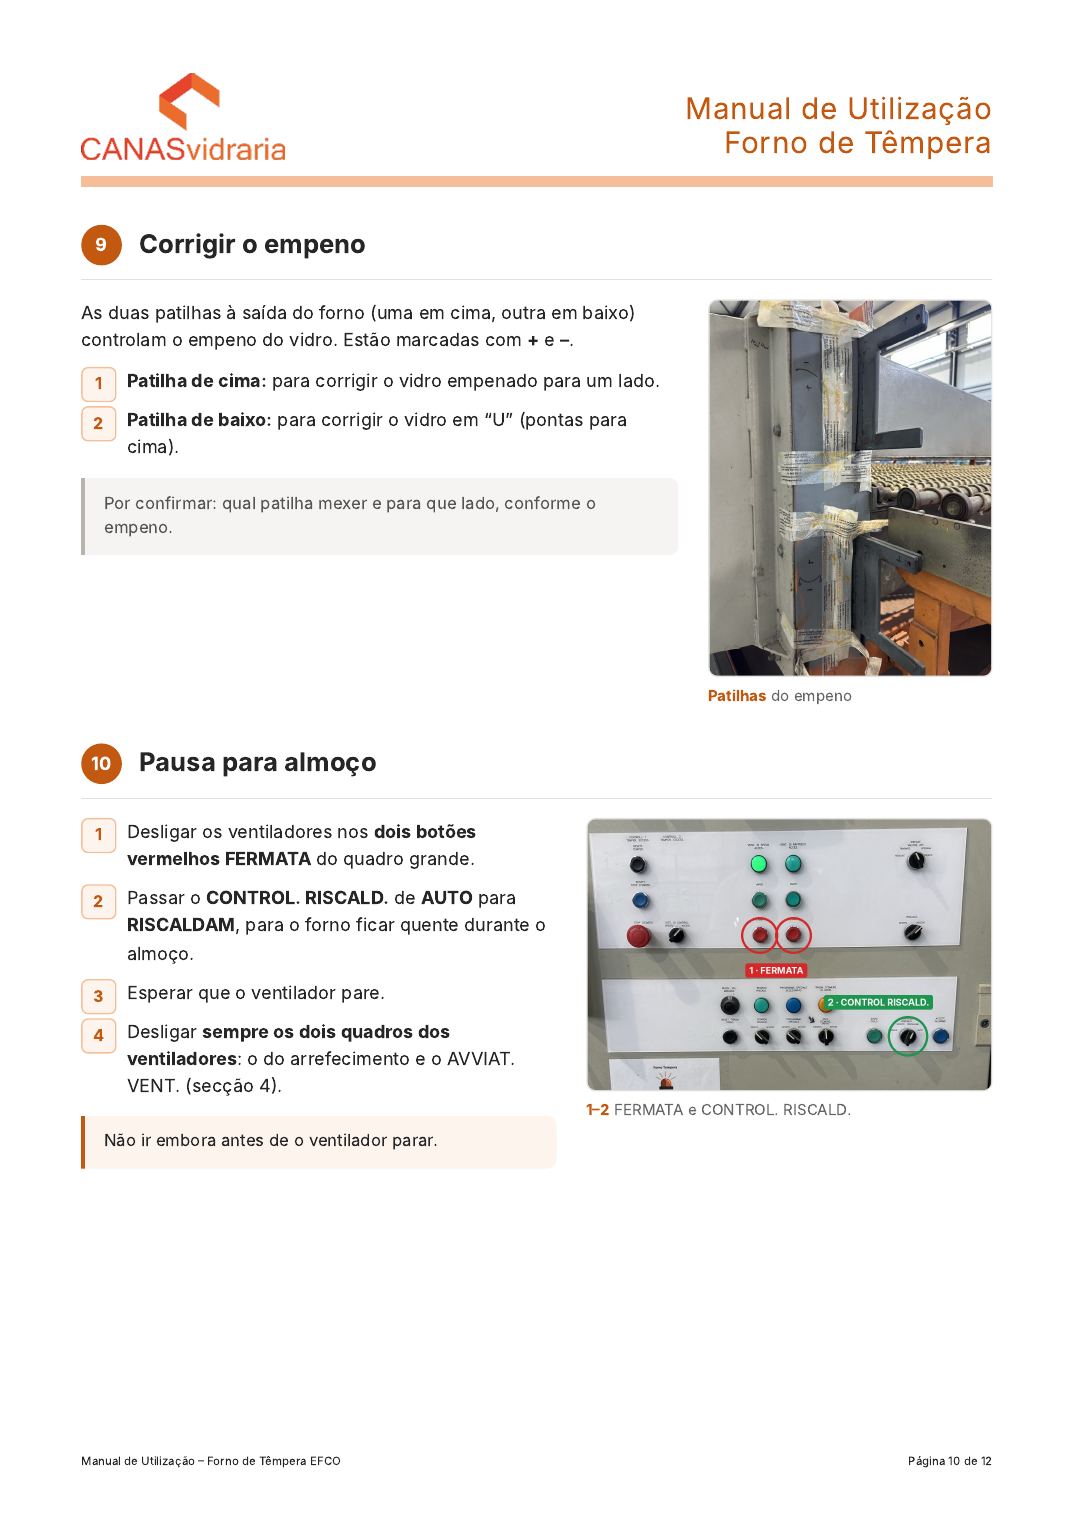 CANASvidraria
Manual de Utilização
Forno de Têmpera
9 Corrigir o empeno
As duas patilhas à saída do forno (uma em cima, outra em baixo)
controlam o empeno do vidro. Estão marcadas com + e –.
1 Patilha de cima: para corrigir o vidro empenado para um lado.
2 Patilha de baixo: para corrigir o vidro em “U” (pontas para
cima).
Por confirmar: qual patilha mexer e para que lado, conforme o
empeno.
Patilhas do empeno
10 Pausa para almoço
1 Desligar os ventiladores nos dois botões
vermelhos FERMATA do quadro grande.
2 Passar o CONTROL. RISCALD. de AUTO para
RISCALDAM, para o forno ficar quente durante o
almoço.
3 Esperar que o ventilador pare.
4 Desligar sempre os dois quadros dos
ventiladores: o do arrefecimento e o AVVIAT.
VENT. (secção 4).
Não ir embora antes de o ventilador parar.
1 · FERMATA
2 · CONTROL RISCALD.
Forno Tempera
1–2 FERMATA e CONTROL. RISCALD.
Manual de Utilização – Forno de Têmpera EFCO
Página 10 de 12